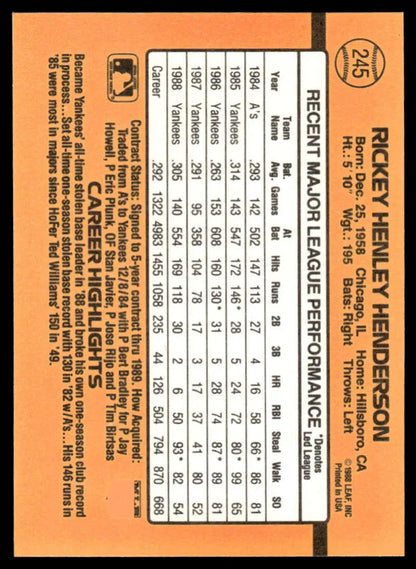 245
RICKEY HENLEY HENDERSON
Born: Dec. 25, 1958 Chicago, IL Home: Hillsboro, CA
Ht.: 5' 10" Wgt.: 195 Bats: Right Throws: Left
© 1988 LEAF, INC.
Printed in USA
RECENT MAJOR LEAGUE PERFORMANCE *Denotes Led League
Year Team Name Bat. Avg. Games At Bat Hits Runs 2B 3B HR RBI Steal Walk SO
1984 A's .293 142 502 147 113 27 4 16 58 66* 86 81
1985 Yankees .314 143 547 172 146* 28 5 24 72 80* 99 65
1986 Yankees .263 153 608 160 130* 31 5 28 74 87* 89 81
1987 Yankees .291 95 358 104 78 17 3 17 37 41 80 52
1988 Yankees .305 140 554 169 118 30 2 6 50 93* 82 54
Career .292 1322 4983 1455 1058 235 44 126 504 794 870 668
Contract Status: Signed to 5-year contract thru 1989. How Acquired:
Traded from A's to Yankees 12/8/84 with P Bert Bradley for P Jay
Howell, P Eric Plunk, OF Stan Javier, P Jose Rijo and P Tim Birtsas
CAREER HIGHLIGHTS
Became Yankees' all-time stolen base leader in '88 and broke his own one-season club record
in process...Set all-time one-season stolen base record with 130 in '82 w/A's... His 146 runs in
'85 were most in majors since HoFer Ted Williams' 150 in '49.